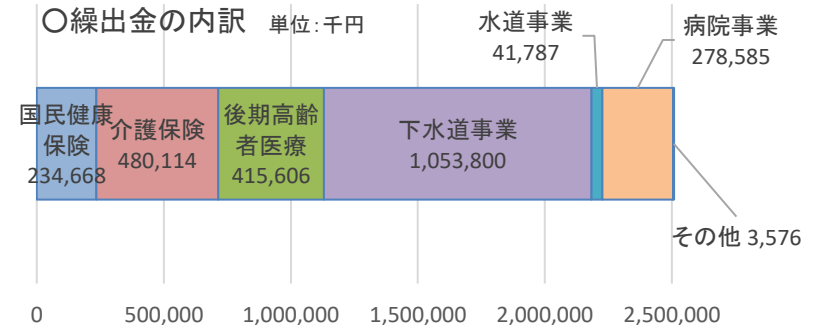 〇繰出金の内訳 単位:千円
水道事業
41,787
病院事業
278,585
国民健康
保険
234,668
介護保険
480,114
後期高齢
者医療
415,606
下水道事業
1,053,800
その他 3,576
0 500,000 1,000,000 1,500,000 2,000,000 2,500,000